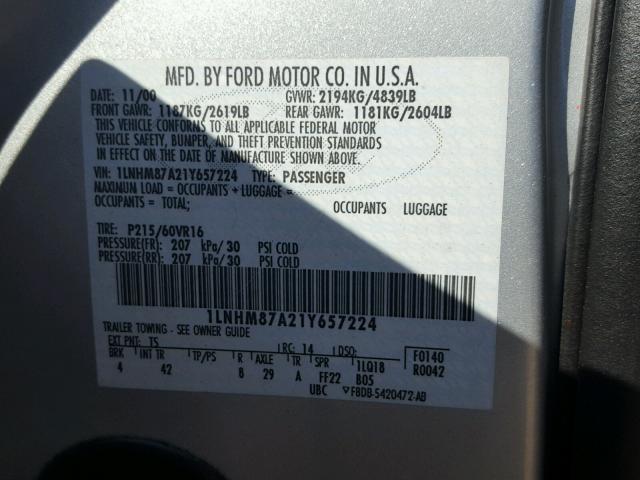 MFD. BY FORD MOTOR CO. IN U.S.A.
DATE: 11/00 GVWR: 2194KG/4839LB
FRONT GAWR: 1187KG/2619LB REAR GAWR: 1181KG/2604LB
THIS VEHICLE CONFORMS TO ALL APPLICABLE FEDERAL MOTOR
VEHICLE SAFETY, BUMPER, AND THEFT PREVENTION STANDARDS
IN EFFECT ON THE DATE OF MANUFACTURE SHOWN ABOVE.
VIN: 1LNHM87A21Y657224 TYPE: PASSENGER
MAXIMUM LOAD = OCCUPANTS + LUGGAGE =
OCCUPANTS = TOTAL; OCCUPANTS LUGGAGE
TIRE: P215/60VR16
PRESSURE(FR) 207 kPa/30 PSI COLD
PRESSURE(RR) 207 kPa/30 PSI COLD
1LNHM87A21Y657224
TRAILER TOWING - SEE OWNER GUIDE
EXT PNT: TS RC: 14 DSO: F0140
BRK INT TR TP/PS R AXLE TR SPR 1LQ18 R0042
4 42 8 29 A FF22 B05
UBC F8DB-5420472-AB